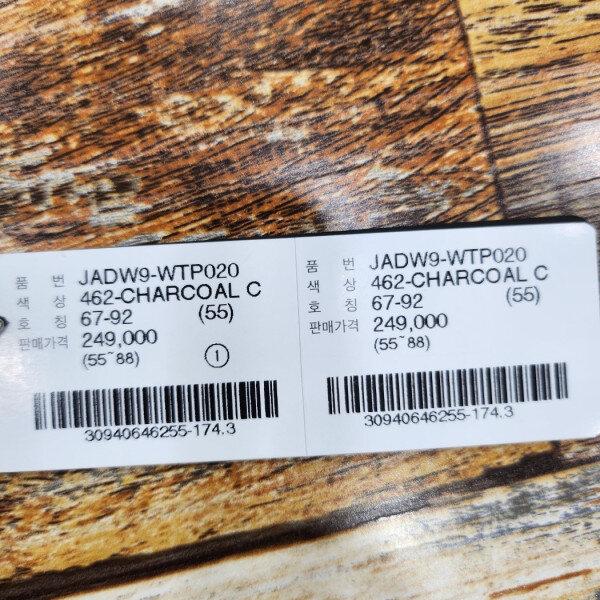 품 번 JADW9-WTP020
색 상 462-CHARCOAL C
호 칭 67-92 (55)
판매가격 249,000
(55~88) ①
30940646255-174.3
품 번 JADW9-WTP020
색 상 462-CHARCOAL C
호 칭 67-92 (55)
판매가격 249,000
(55~88)
30940646255-174.3